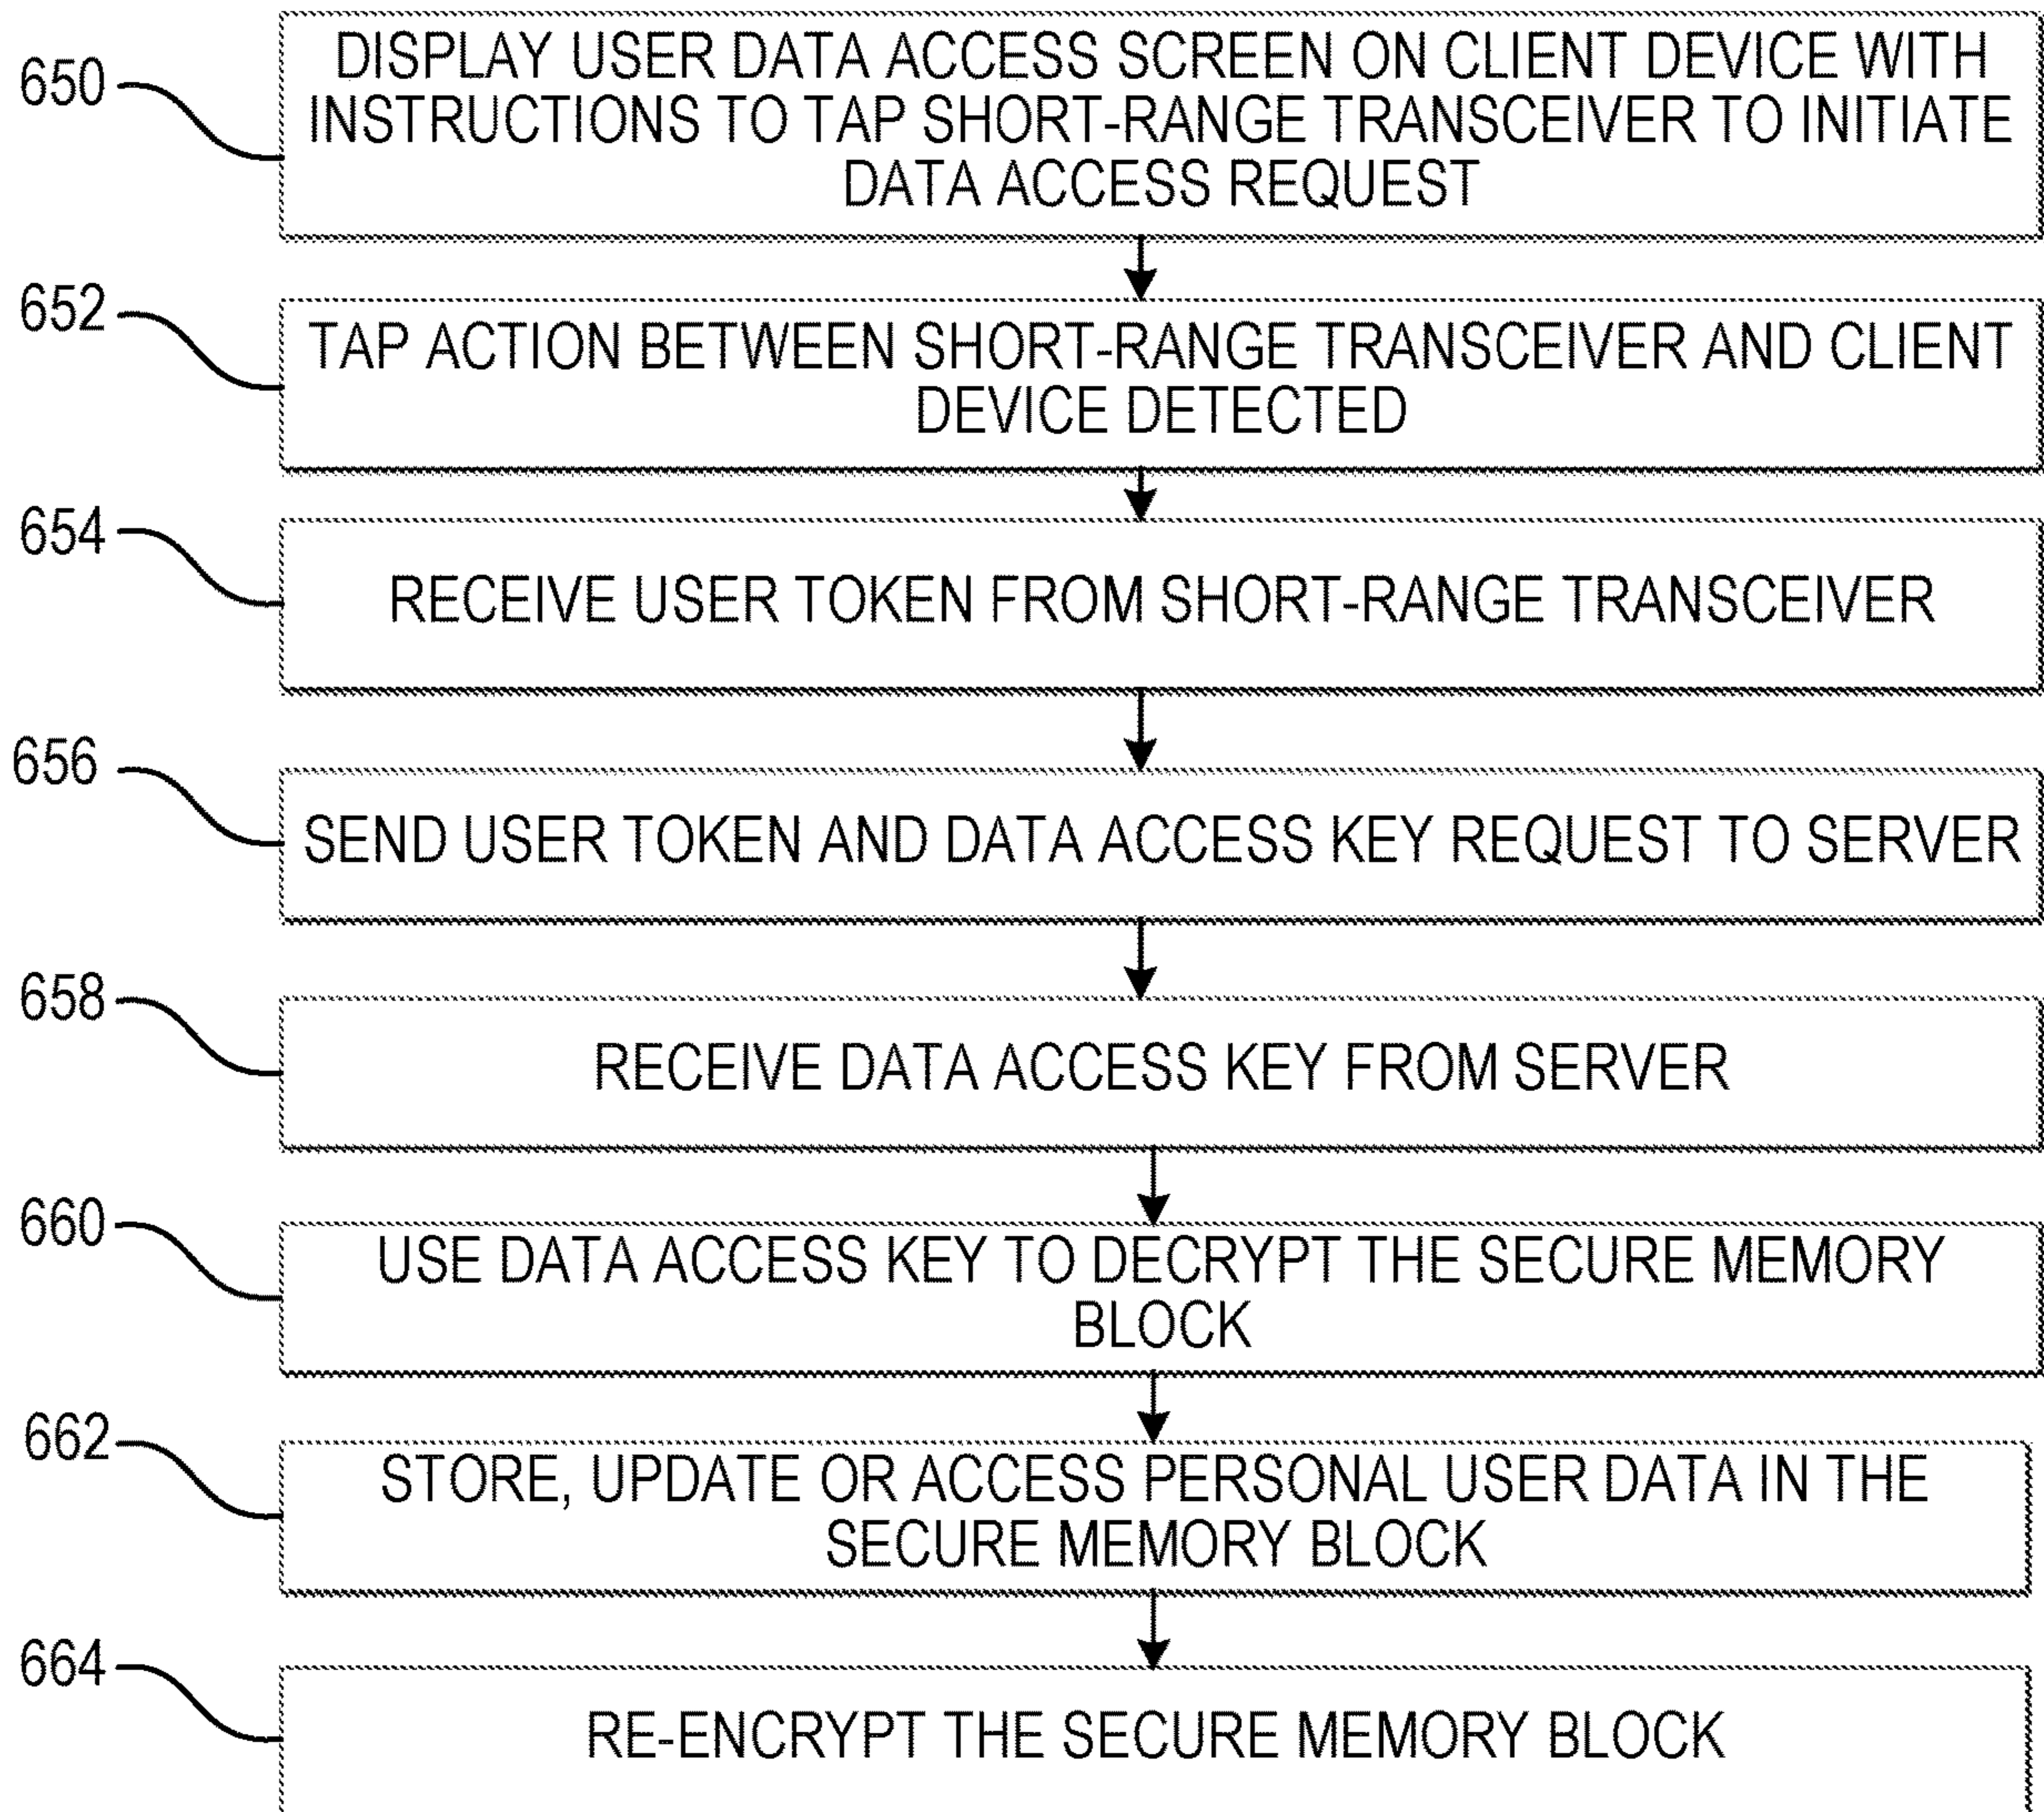 650
DISPLAY USER DATA ACCESS SCREEN ON CLIENT DEVICE WITH
INSTRUCTIONS TO TAP SHORT-RANGE TRANSCEIVER TO INITIATE
DATA ACCESS REQUEST
652
TAP ACTION BETWEEN SHORT-RANGE TRANSCEIVER AND CLIENT
DEVICE DETECTED
654
RECEIVE USER TOKEN FROM SHORT-RANGE TRANSCEIVER
656
SEND USER TOKEN AND DATA ACCESS KEY REQUEST TO SERVER
658
RECEIVE DATA ACCESS KEY FROM SERVER
660
USE DATA ACCESS KEY TO DECRYPT THE SECURE MEMORY
BLOCK
662
STORE, UPDATE OR ACCESS PERSONAL USER DATA IN THE
SECURE MEMORY BLOCK
664
RE-ENCRYPT THE SECURE MEMORY BLOCK